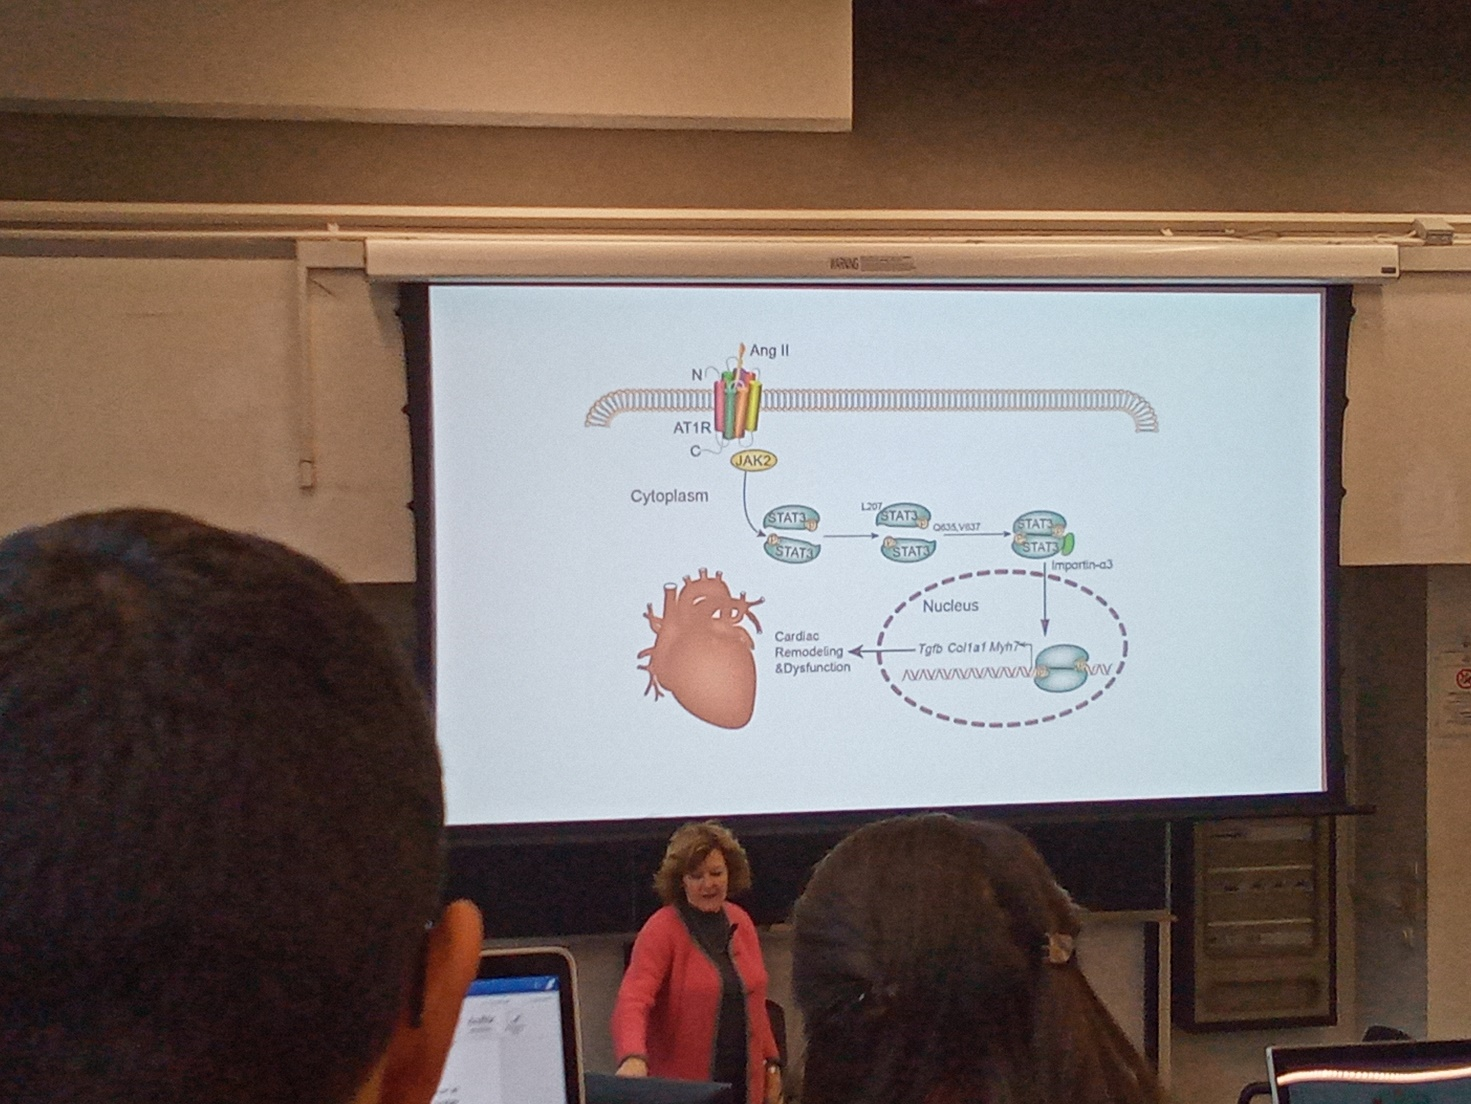 WARNING
Ang II
N
AT1R
C
JAK2
Cytoplasm
STAT3
STAT3
L207
STAT3
STAT3
Q635,V637
STAT3
STAT3
Importin-α3
Nucleus
Tgfb Col1a1 Myh7
Cardiac
Remodeling
&Dysfunction